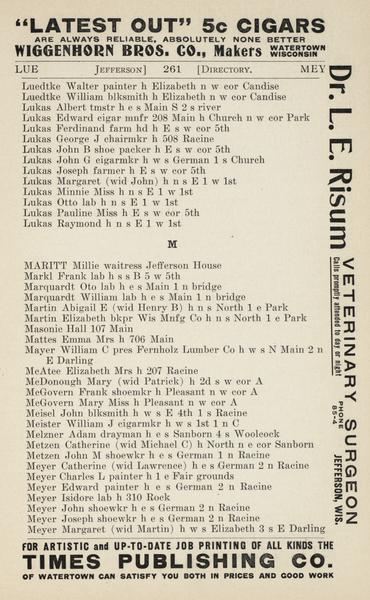 "LATEST OUT" 5c CIGARS
ARE ALWAYS RELIABLE, ABSOLUTELY NONE BETTER
WIGGENHORN BROS. CO., Makers WATERTOWN WISCONSIN
LUE JEFFERSON] 261 [DIRECTORY. MEY
Luedtke Walter painter h Elizabeth n w cor Candise
Luedtke William blksmith h Elizabeth n w cor Candise
Lukas Albert tmstr h e s Main S 2 s river
Lukas Edward cigar mufr 208 Main h Church n w cor Park
Lukas Ferdinand farm hd h E s w cor 5th
Lukas George J chairmkr h 508 Racine
Lukas John B shoe packer h E s w cor 5th
Lukas John G cigarmkr h w s German 1 s Church
Lukas Joseph farmer h E s w cor 5th
Lukas Margaret (wid John) h n s E 1 w 1st
Lukas Minnie Miss h n s E 1 w 1st
Lukas Otto lab h n s E 1 w 1st
Lukas Pauline Miss h E s w cor 5th
Lukas Raymond h n s E 1 w 1st
M
MARITT Millie waitress Jefferson House
Markl Frank lab h s s B 5 w 5th
Marquardt Oto lab h e s Main 1 n bridge
Marquardt William lab h e s Main 1 n bridge
Martin Abigail E (wid Henry B) h n s North 1 e Park
Martin Elizabeth bkpr Wis Mnfg Co h n s North 1 e Park
Masonic Hall 107 Main
Mattes Emma Mrs h 706 Main
Mayer William C pres Fernholz Lumber Co h w s N Main 2 n
E Darling
McAtee Elizabeth Mrs h 207 Racine
McDonough Mary (wid Patrick) h 2d s w cor A
McGovern Frank shoemkr h Pleasant n w cor A
McGovern Mary Miss h Pleasant n w cor A
Meisel John blksmith h w s E 4th 1 s Racine
Meister William J cigarmkr h w s 1st 1 n C
Melzner Adam drayman h e s Sanborn 4 s Woolcock
Metzen Catherine (wid Michael C) h North n e cor Sanborn
Metzen John M shoewkr h e s German 1 n Racine
Meyer Catherine (wid Lawrence) h e s German 2 n Racine
Meyer Charles L painter h 1 e Fair grounds
Meyer Edward painter h e s German 2 n Racine
Meyer Isidore lab h 310 Rock
Meyer John shoewkr h e s German 2 n Racine
Meyer Joseph shoewkr h e s German 2 n Racine
Meyer Margaret (wid Martin) h w s Elizabeth 3 s E Darling
Dr. L. E. Risum VETERINARY SURGEON
Calls promptly attended to day or night
PHONE 85-4
JEFFERSON, WIS.
FOR ARTISTIC and UP-TO-DATE JOB PRINTING OF ALL KINDS THE
TIMES PUBLISHING CO.
OF WATERTOWN CAN SATISFY YOU BOTH IN PRICES AND GOOD WORK